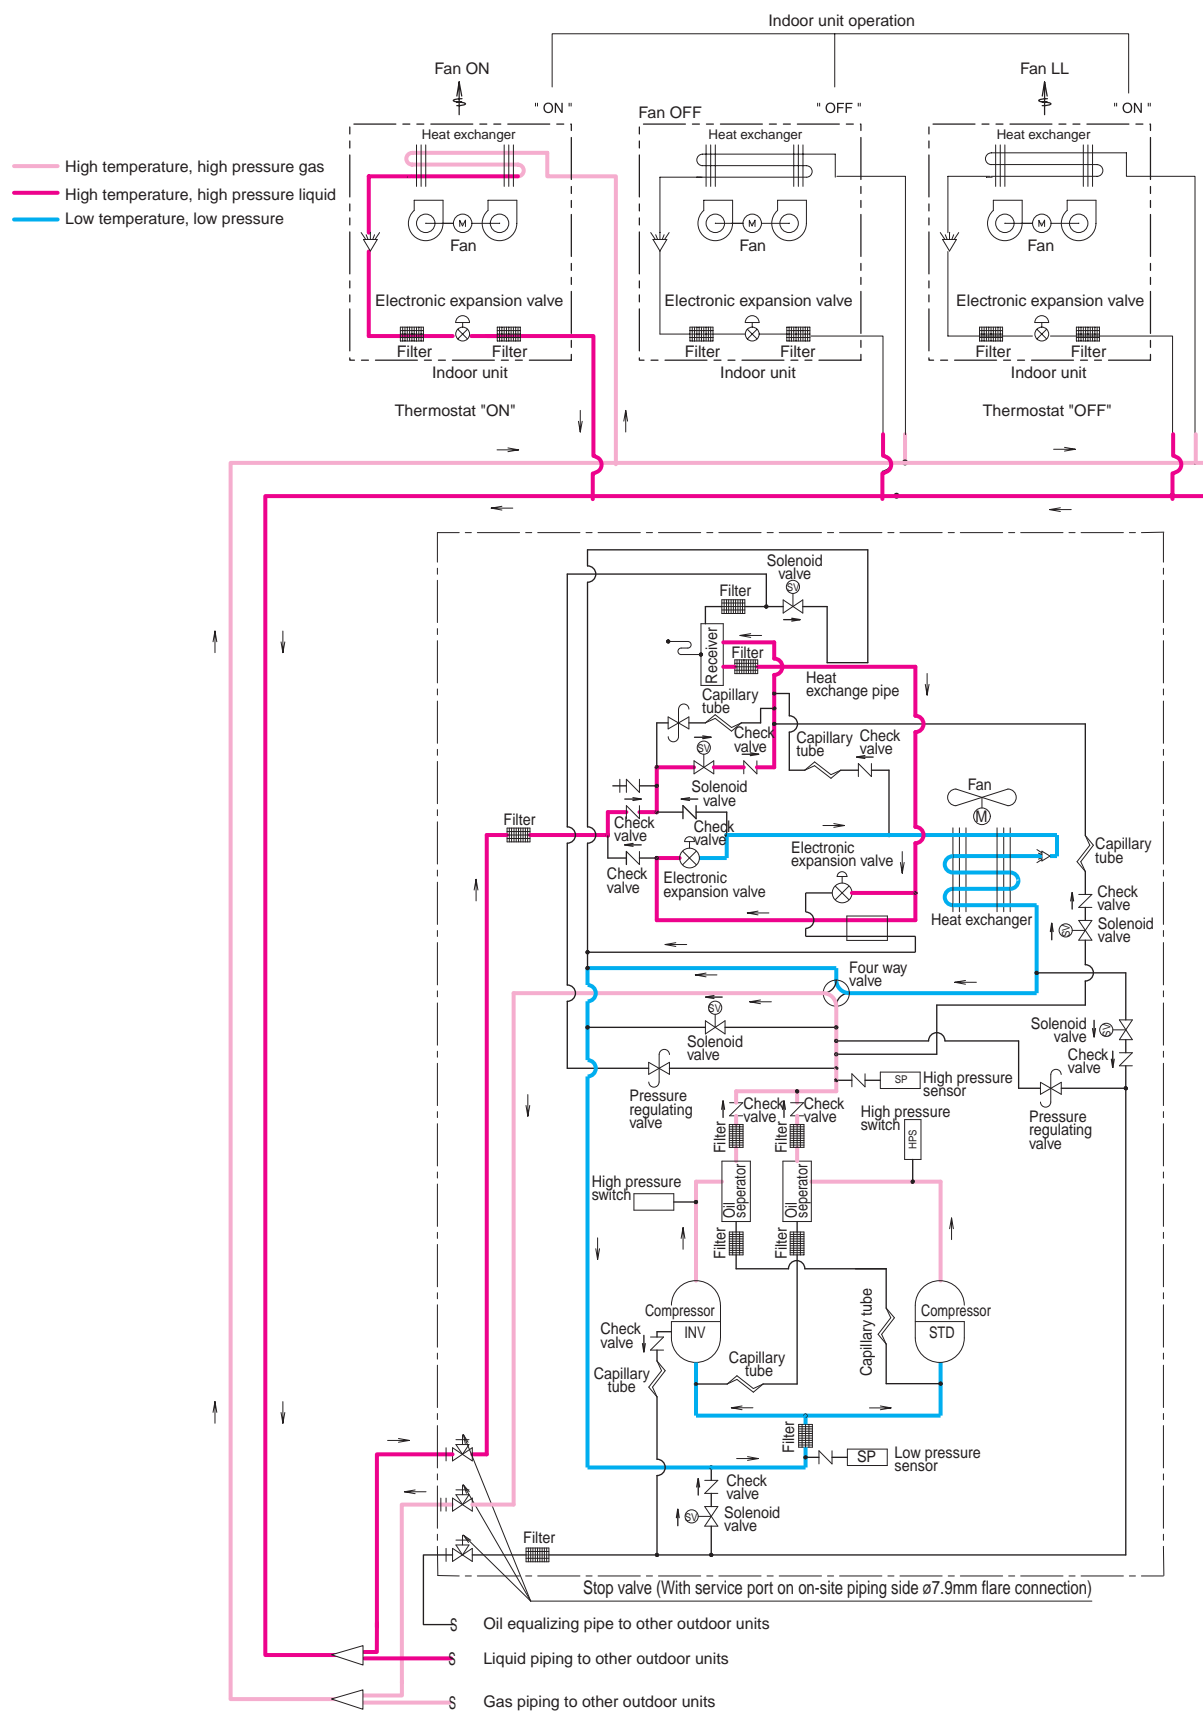 Indoor unit operation
Fan ON
Fan LL
" ON "
Fan OFF
" OFF "
" ON "
Heat exchanger
Heat exchanger
Heat exchanger
High temperature, high pressure gas
High temperature, high pressure liquid
Low temperature, low pressure
M
M
M
Fan
Fan
Fan
Electronic expansion valve
Electronic expansion valve
Electronic expansion valve
Filter
Filter
Filter
Filter
Filter
Filter
Indoor unit
Indoor unit
Indoor unit
Thermostat "ON"
Thermostat "OFF"
Solenoid
valve
SV
Filter
Receiver
Filter
Heat
exchange pipe
Capillary
tube
Check
valve
SV
Capillary
tube
Check
valve
Solenoid
valve
Fan
M
Filter
Check
valve
Check
valve
Electronic
expansion valve
Capillary
tube
Check
valve
Electronic
expansion valve
Check
valve
Heat exchanger
SV
Solenoid
valve
Four way
valve
SV
Solenoid
valve
Solenoid
valve
SV
Check
valve
Pressure
regulating
valve
SP
High pressure
sensor
Check
valve
Check
valve
High pressure
switch
HPS
Pressure
regulating
valve
Filter
Filter
High pressure
switch
Oil
seperator
Oil
seperator
Filter
Filter
Compressor
INV
Compressor
STD
Check
valve
Capillary
tube
Capillary
tube
Capillary tube
Filter
SP
Low pressure
sensor
Check
valve
SV
Solenoid
valve
Filter
Stop valve (With service port on on-site piping side ø7.9mm flare connection)
S
Oil equalizing pipe to other outdoor units
S
Liquid piping to other outdoor units
S
Gas piping to other outdoor units